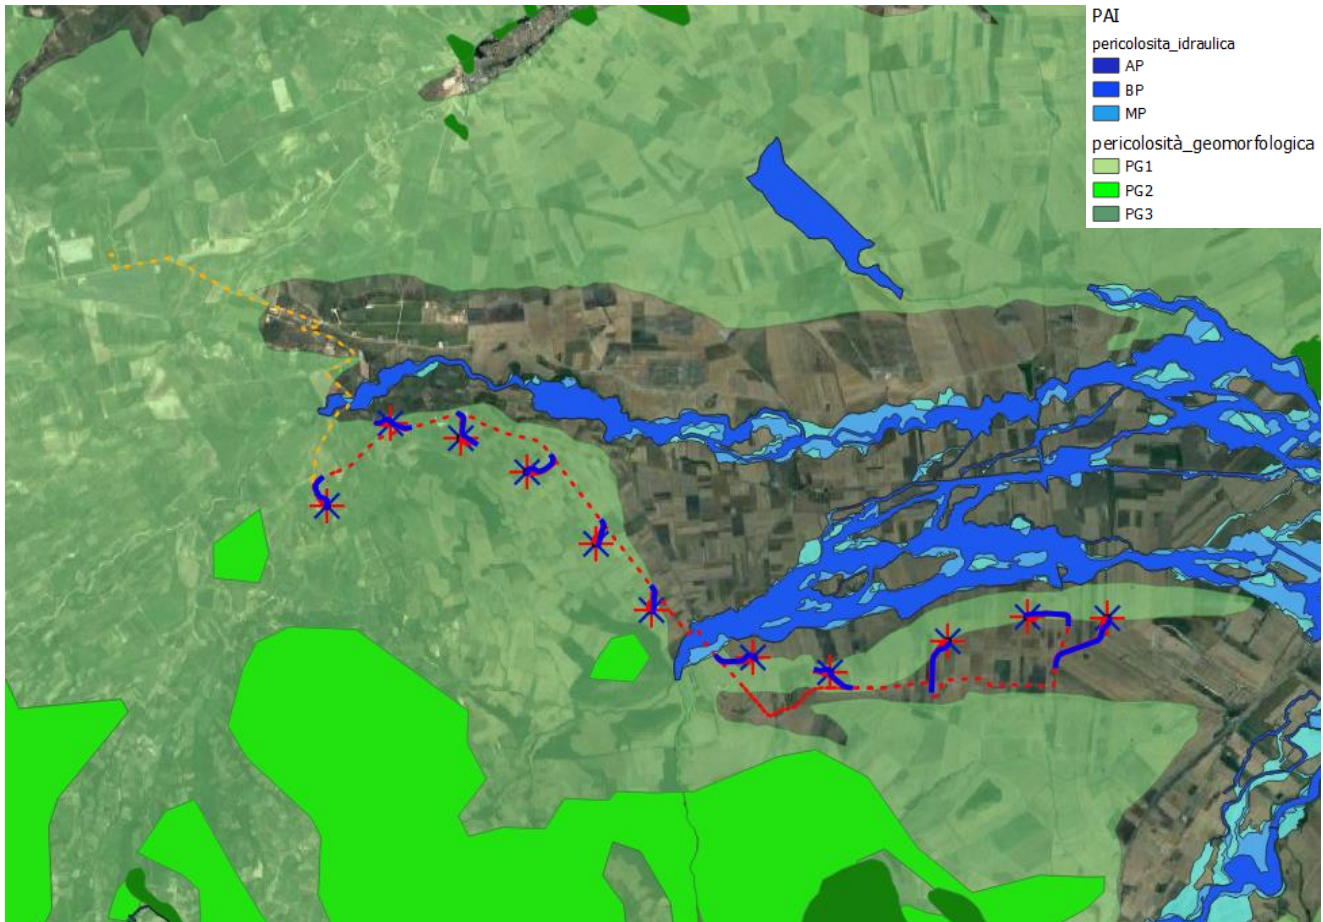 PAI
pericolosita_idraulica
AP
BP
MP
pericolosità_geomorfologica
PG1
PG2
PG3